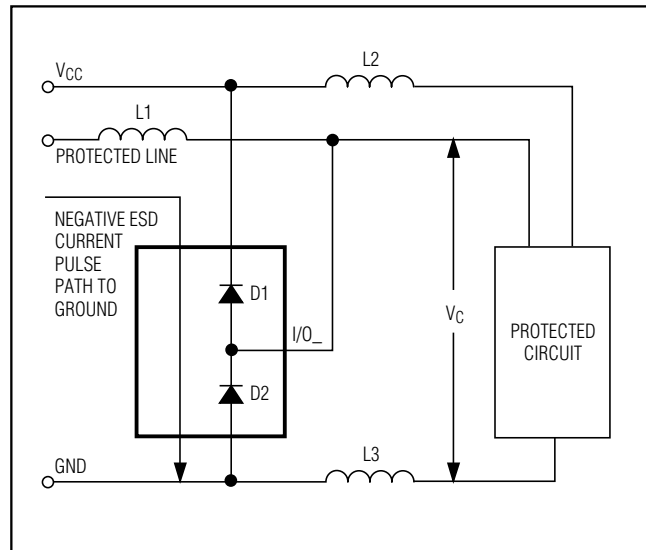 VCC
L2
L1
PROTECTED LINE
NEGATIVE ESD
CURRENT
PULSE
PATH TO
GROUND
D1
I/O_
D2
VC
PROTECTED
CIRCUIT
GND
L3